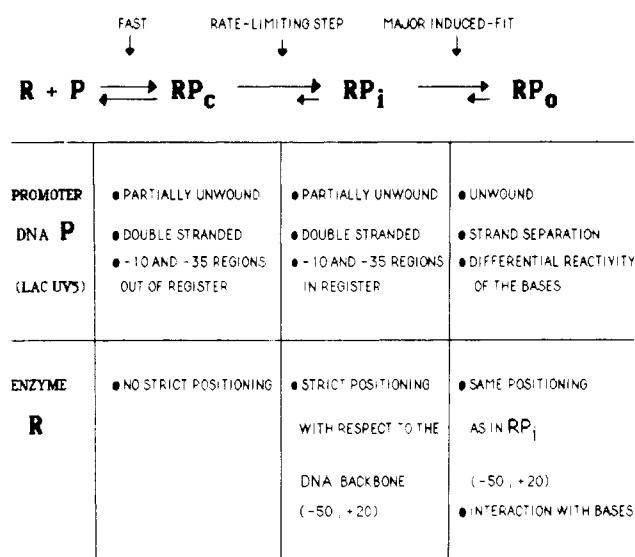 FAST RATE-LIMITING STEP MAJOR INDUCED-FIT
R + P RPc RPi RPo
PROMOTER
DNA P
(LAC UV5)
● PARTIALLY UNWOUND
● DOUBLE STRANDED
● -10 AND -35 REGIONS
OUT OF REGISTER
● PARTIALLY UNWOUND
● DOUBLE STRANDED
● -10 AND -35 REGIONS
IN REGISTER
● UNWOUND
● STRAND SEPARATION
● DIFFERENTIAL REACTIVITY
OF THE BASES
ENZYME
R
● NO STRICT POSITIONING
● STRICT POSITIONING
WITH RESPECT TO THE
DNA BACKBONE
(-50, +20)
● SAME POSITIONING
AS IN RPi
(-50, +20)
● INTERACTION WITH BASES